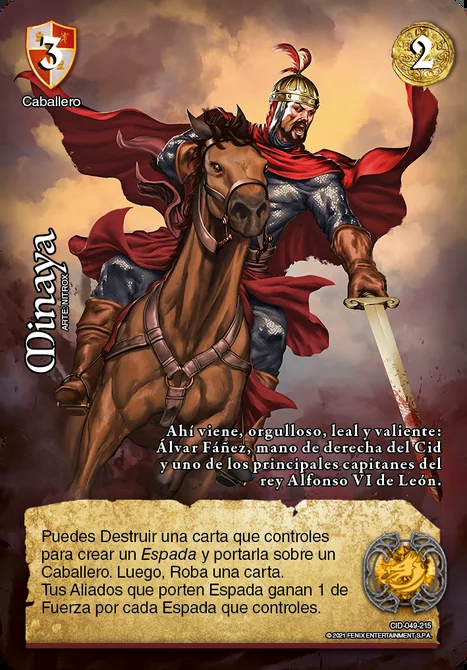 3
2
Caballero
Minaya
ARTE: NITROX
Ahí viene, orgulloso, leal y valiente:
Álvar Fáñez, mano de derecha del Cid
y uno de los principales capitanes del
rey Alfonso VI de León.
Puedes Destruir una carta que controles
para crear un Espada y portarla sobre un
Caballero. Luego, Roba una carta.
Tus Aliados que porten Espada ganan 1 de
Fuerza por cada Espada que controles.
CID-049-215
© 2021 FENIX ENTERTAINMENT S.P.A.